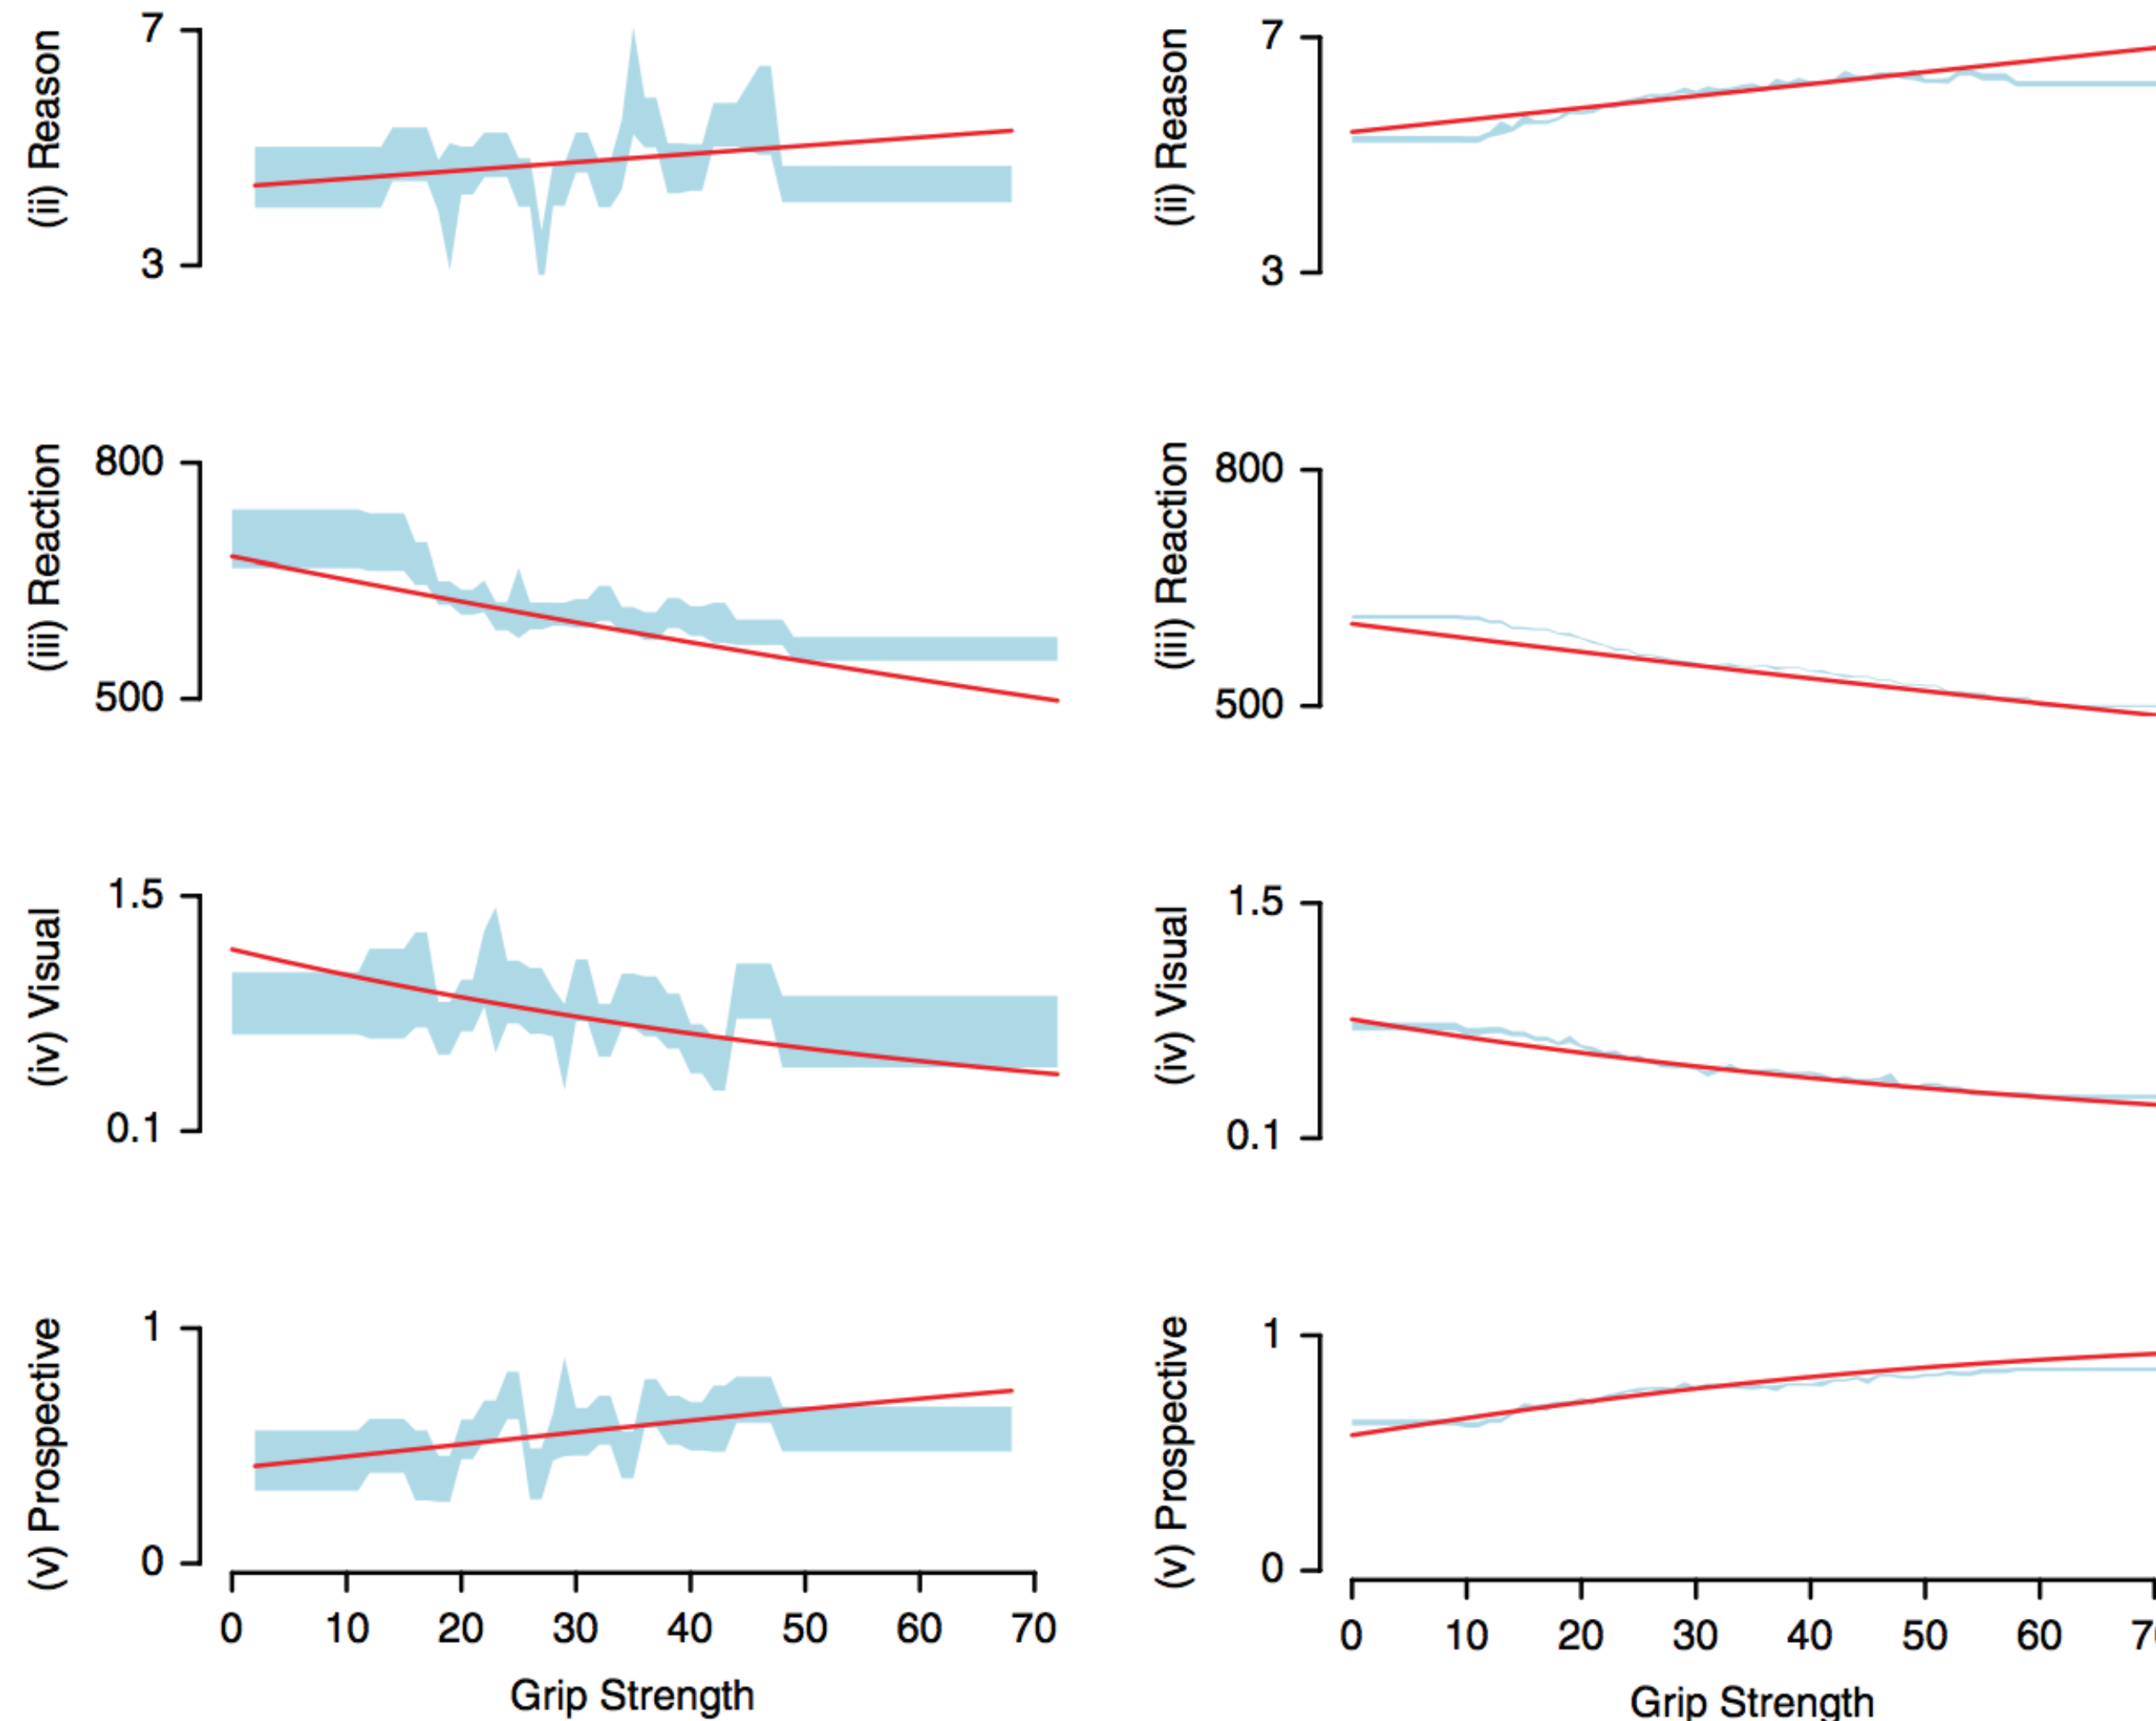 (ii) Reason
7
3
(iii) Reaction
800
500
(iv) Visual
1.5
0.1
(v) Prospective
1
0
0 10 20 30 40 50 60 70
Grip Strength
(ii) Reason
7
3
(iii) Reaction
800
500
(iv) Visual
1.5
0.1
(v) Prospective
1
0
0 10 20 30 40 50 60
Grip Strength